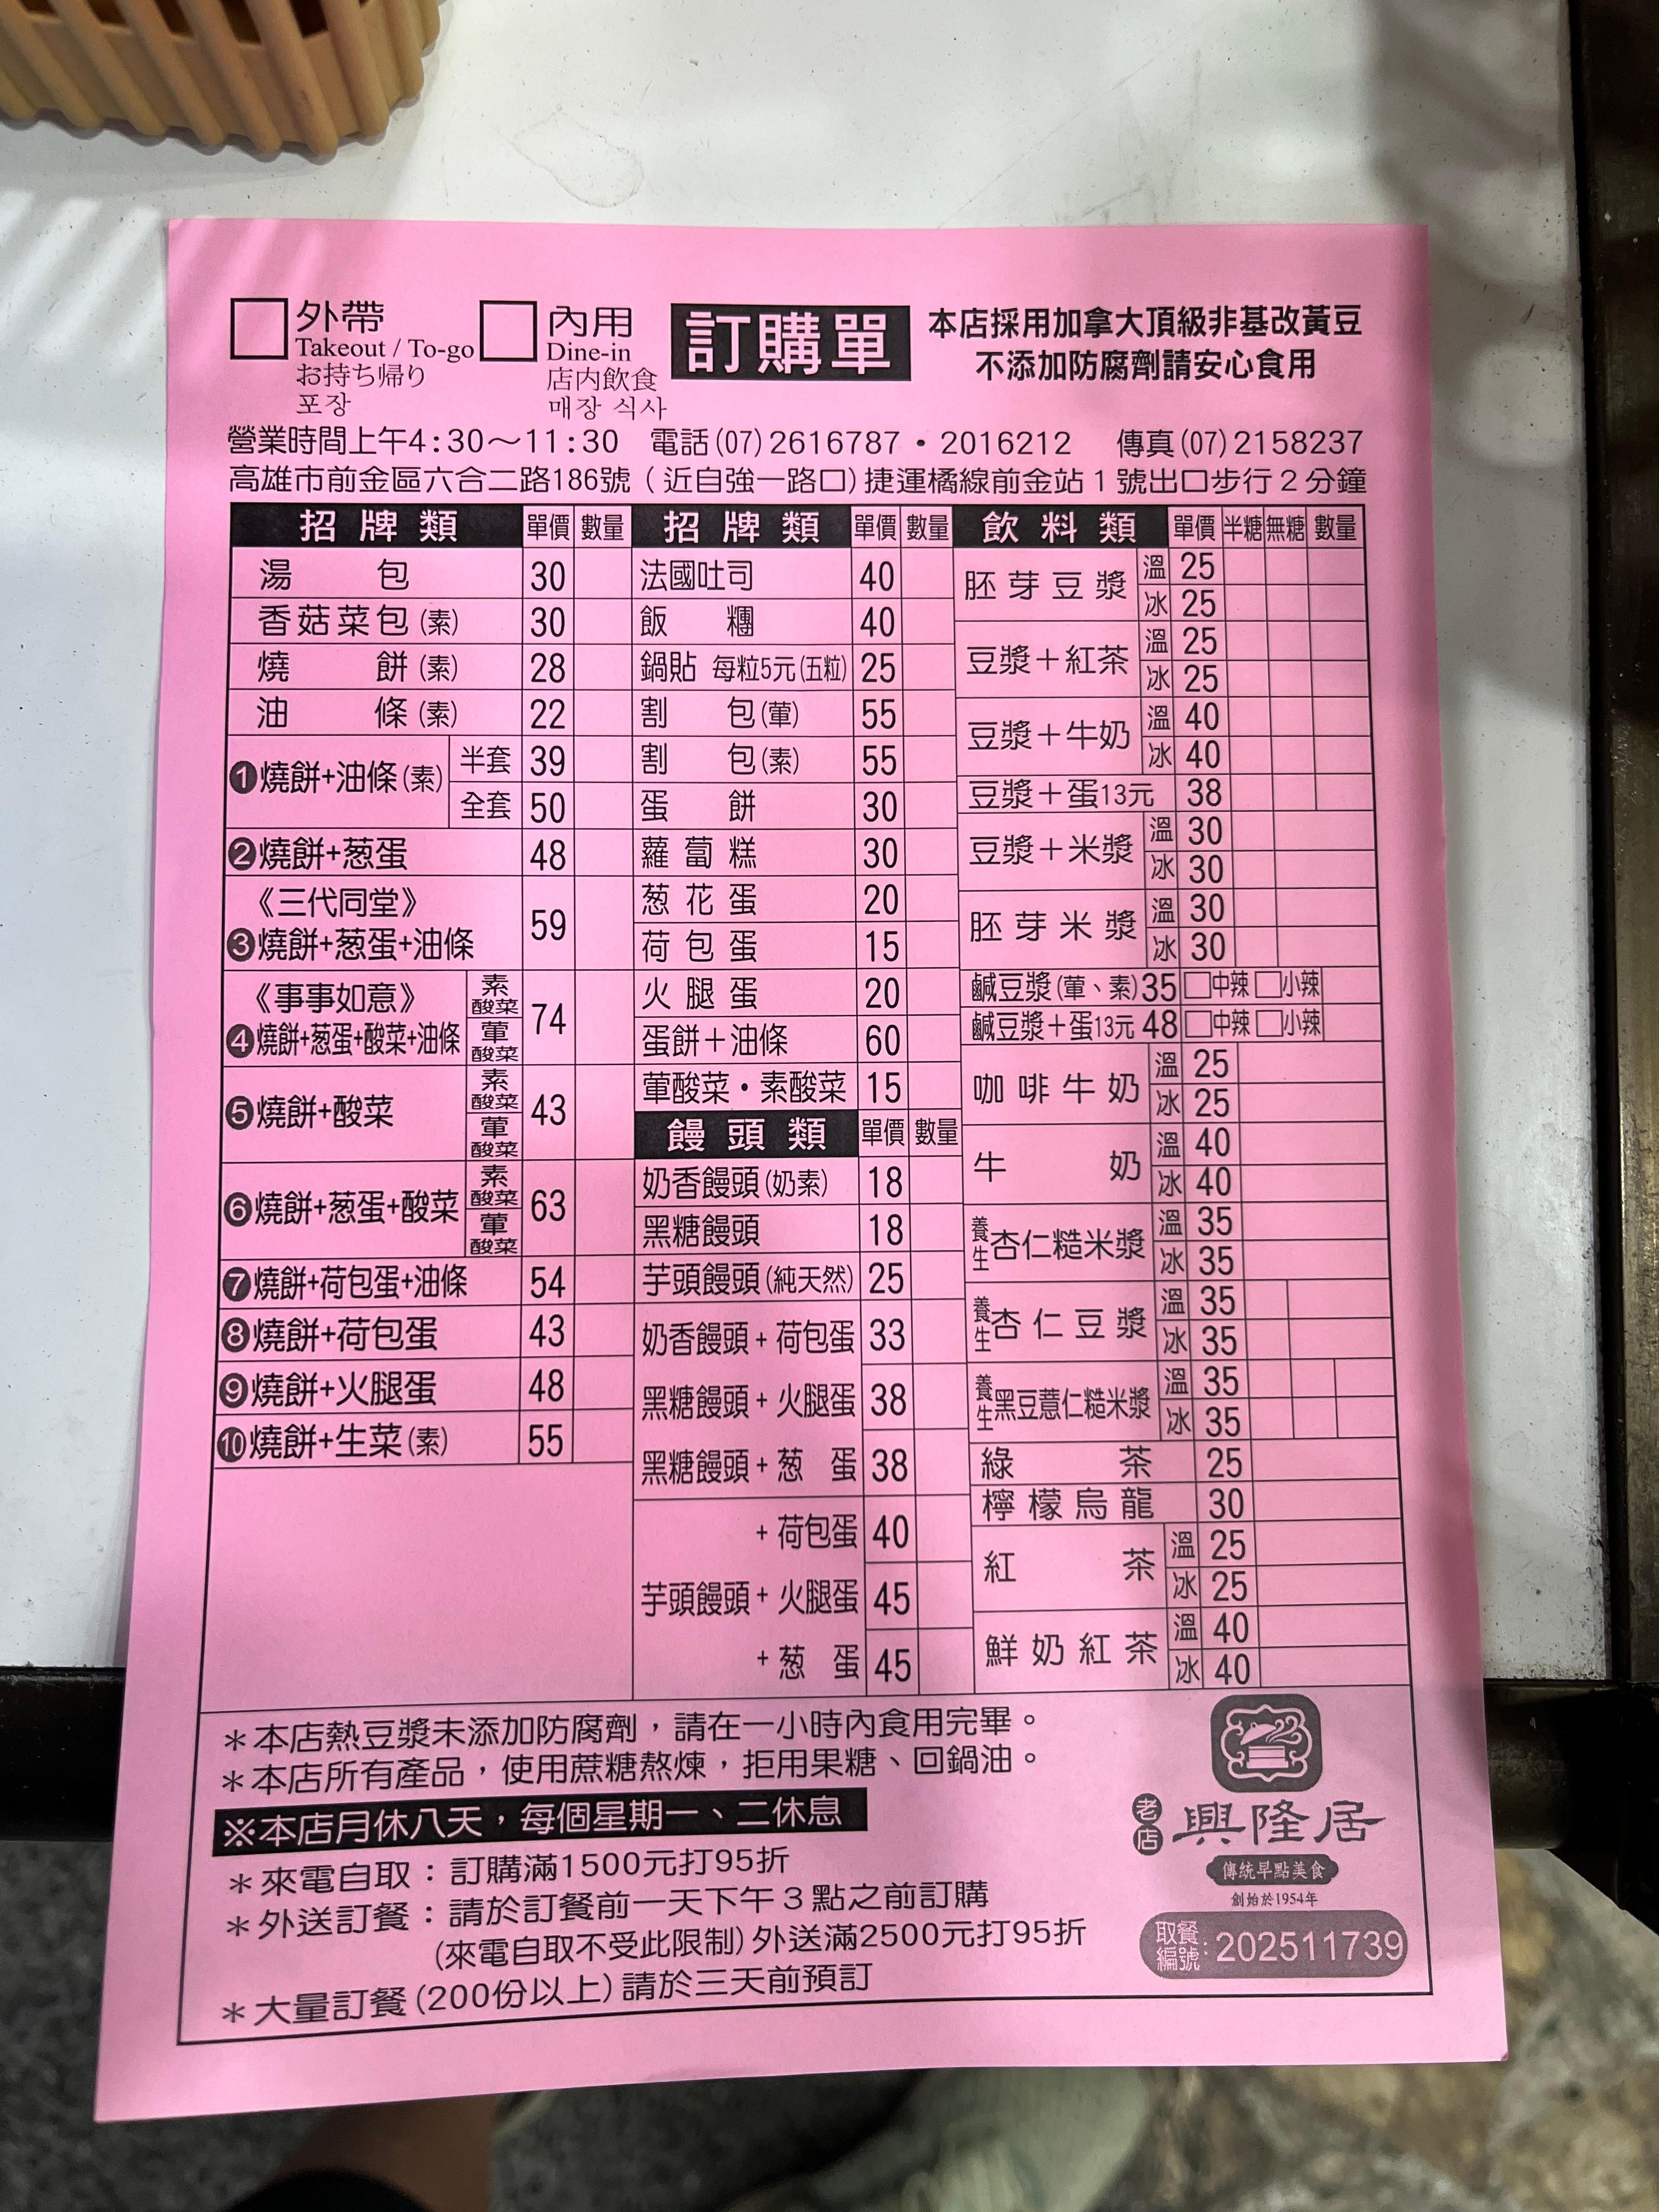 外帶
Takeout / To-go
お持ち帰り
포장
內用
Dine-in
店内飲食
매장 식사
訂購單
本店採用加拿大頂級非基改黃豆
不添加防腐劑請安心食用
營業時間上午4:30～11:30 電話(07)2616787・2016212 傳真(07)2158237
高雄市前金區六合二路186號（近自強一路口）捷運橘線前金站1號出口步行2分鐘
招牌類 單價 數量
湯包 30
香菇菜包(素) 30
燒餅(素) 28
油條(素) 22
❶燒餅+油條(素) 半套 39
全套 50
❷燒餅+葱蛋 48
《三代同堂》
❸燒餅+葱蛋+油條 59
《事事如意》
❹燒餅+葱蛋+酸菜+油條 素酸菜 葷酸菜 74
❺燒餅+酸菜 素酸菜 葷酸菜 43
❻燒餅+葱蛋+酸菜 素酸菜 葷酸菜 63
❼燒餅+荷包蛋+油條 54
❽燒餅+荷包蛋 43
❾燒餅+火腿蛋 48
❿燒餅+生菜(素) 55
招牌類 單價 數量
法國吐司 40
飯糰 40
鍋貼 每粒5元(五粒) 25
割包(葷) 55
割包(素) 55
蛋餅 30
蘿蔔糕 30
葱花蛋 20
荷包蛋 15
火腿蛋 20
蛋餅＋油條 60
葷酸菜・素酸菜 15
饅頭類 單價 數量
奶香饅頭(奶素) 18
黑糖饅頭 18
芋頭饅頭(純天然) 25
奶香饅頭+荷包蛋 33
黑糖饅頭+火腿蛋 38
黑糖饅頭+葱蛋 38
+荷包蛋 40
芋頭饅頭+火腿蛋 45
+葱蛋 45
飲料類 單價 半糖 無糖 數量
胚芽豆漿 溫 25
冰 25
豆漿＋紅茶 溫 25
冰 25
豆漿＋牛奶 溫 40
冰 40
豆漿＋蛋13元 38
豆漿＋米漿 溫 30
冰 30
胚芽米漿 溫 30
冰 30
鹹豆漿(葷、素) 35 □中辣 □小辣
鹹豆漿＋蛋13元 48 □中辣 □小辣
咖啡牛奶 溫 25
冰 25
牛奶 溫 40
冰 40
養生杏仁糙米漿 溫 35
冰 35
養生杏仁豆漿 溫 35
冰 35
養生黑豆薏仁糙米漿 溫 35
冰 35
綠茶 25
檸檬烏龍 30
紅茶 溫 25
冰 25
鮮奶紅茶 溫 40
冰 40
＊本店熱豆漿未添加防腐劑，請在一小時內食用完畢。
＊本店所有產品，使用蔗糖熬煉，拒用果糖、回鍋油。
※本店月休八天，每個星期一、二休息
＊來電自取：訂購滿1500元打95折
＊外送訂餐：請於訂餐前一天下午3點之前訂購
(來電自取不受此限制)外送滿2500元打95折
＊大量訂餐(200份以上)請於三天前預訂
老店 興隆居
傳統早點美食
創始於1954年
取餐編號：202511739